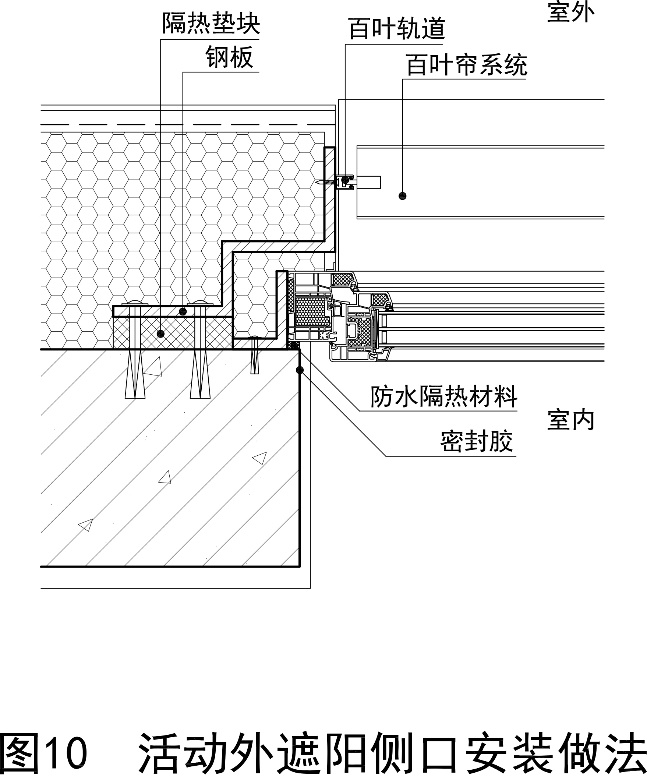 室外
隔热垫块
百叶轨道
钢板
百叶帘系统
防水隔热材料
室内
密封胶
图10 活动外遮阳侧口安装做法